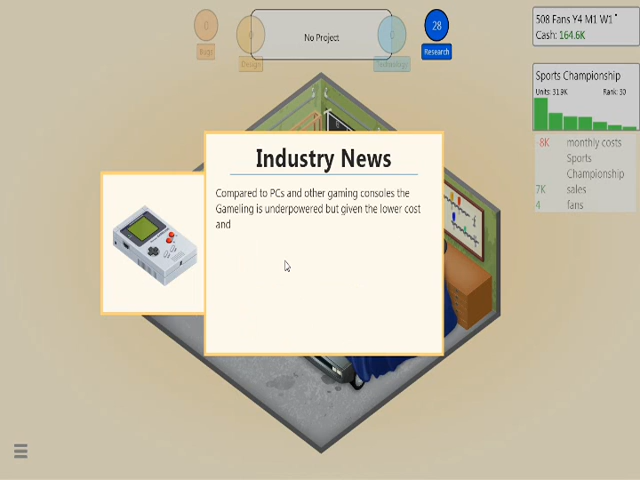 0
Bugs
0
Design
No Project
0
Technology
28
Research
508 Fans Y4 M1 W1
Cash: 164.6K
Sports Championship
Units: 31.9K Rank: 30
-8K monthly costs
Sports
Championship
7K sales
4 fans
Industry News
Compared to PCs and other gaming consoles the
Gameling is underpowered but given the lower cost
and